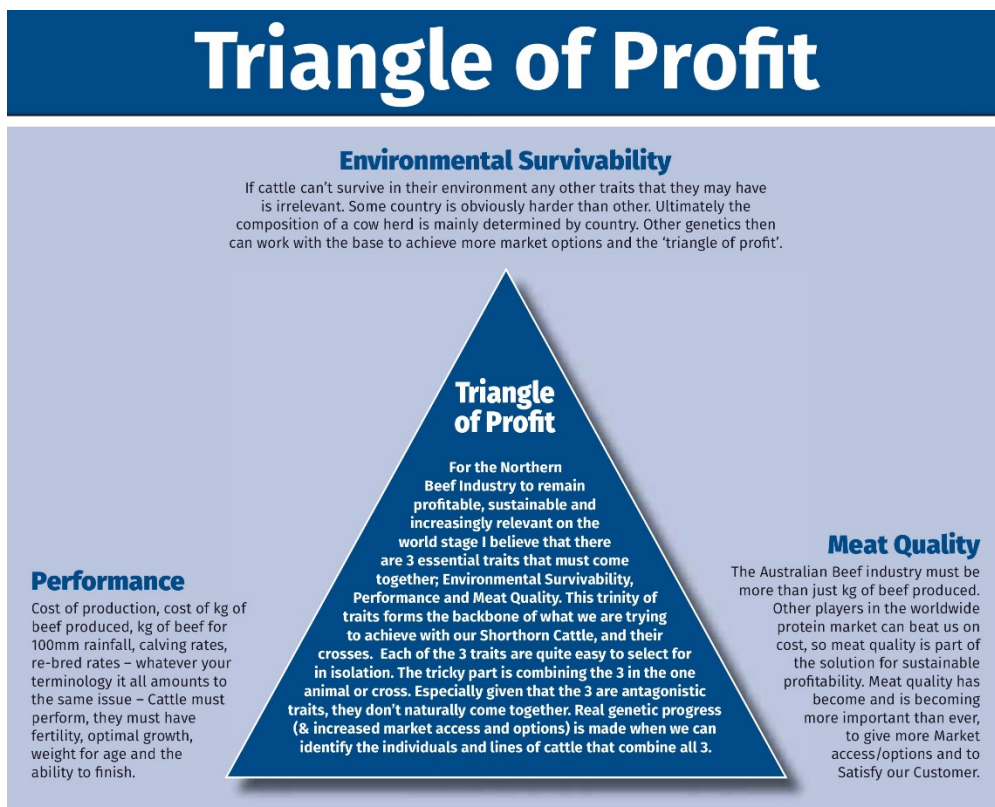 Triangle of Profit
Environmental Survivability
If cattle can’t survive in their environment any other traits that they may have
is irrelevant. Some country is obviously harder than other. Ultimately the
composition of a cow herd is mainly determined by country. Other genetics then
can work with the base to achieve more market options and the ‘triangle of profit’.
Triangle
of Profit
For the Northern
Beef Industry to remain
profitable, sustainable and
increasingly relevant on the
world stage I believe that there
are 3 essential traits that must come
together; Environmental Survivability,
Performance and Meat Quality. This trinity of
traits forms the backbone of what we are trying
to achieve with our Shorthorn Cattle, and their
crosses. Each of the 3 traits are quite easy to select for
in isolation. The tricky part is combining the 3 in the one
animal or cross. Especially given that the 3 are antagonistic
traits, they don’t naturally come together. Real genetic progress
(& increased market access and options) is made when we can
identify the individuals and lines of cattle that combine all 3.
Performance
Cost of production, cost of kg of
beef produced, kg of beef for
100mm rainfall, calving rates,
re-bred rates – whatever your
terminology it all amounts to
the same issue – Cattle must
perform, they must have
fertility, optimal growth,
weight for age and the
ability to finish.
Meat Quality
The Australian Beef industry must be
more than just kg of beef produced.
Other players in the worldwide
protein market can beat us on
cost, so meat quality is part of
the solution for sustainable
profitability. Meat quality has
become and is becoming
more important than ever,
to give more Market
access/options and to
Satisfy our Customer.